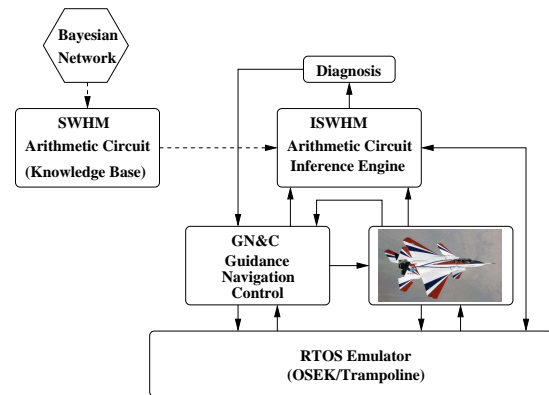 Bayesian
Network
Diagnosis
SWHM
Arithmetic Circuit
(Knowledge Base)
ISWHM
Arithmetic Circuit
Inference Engine
GN&C
Guidance
Navigation
Control
RTOS Emulator
(OSEK/Trampoline)